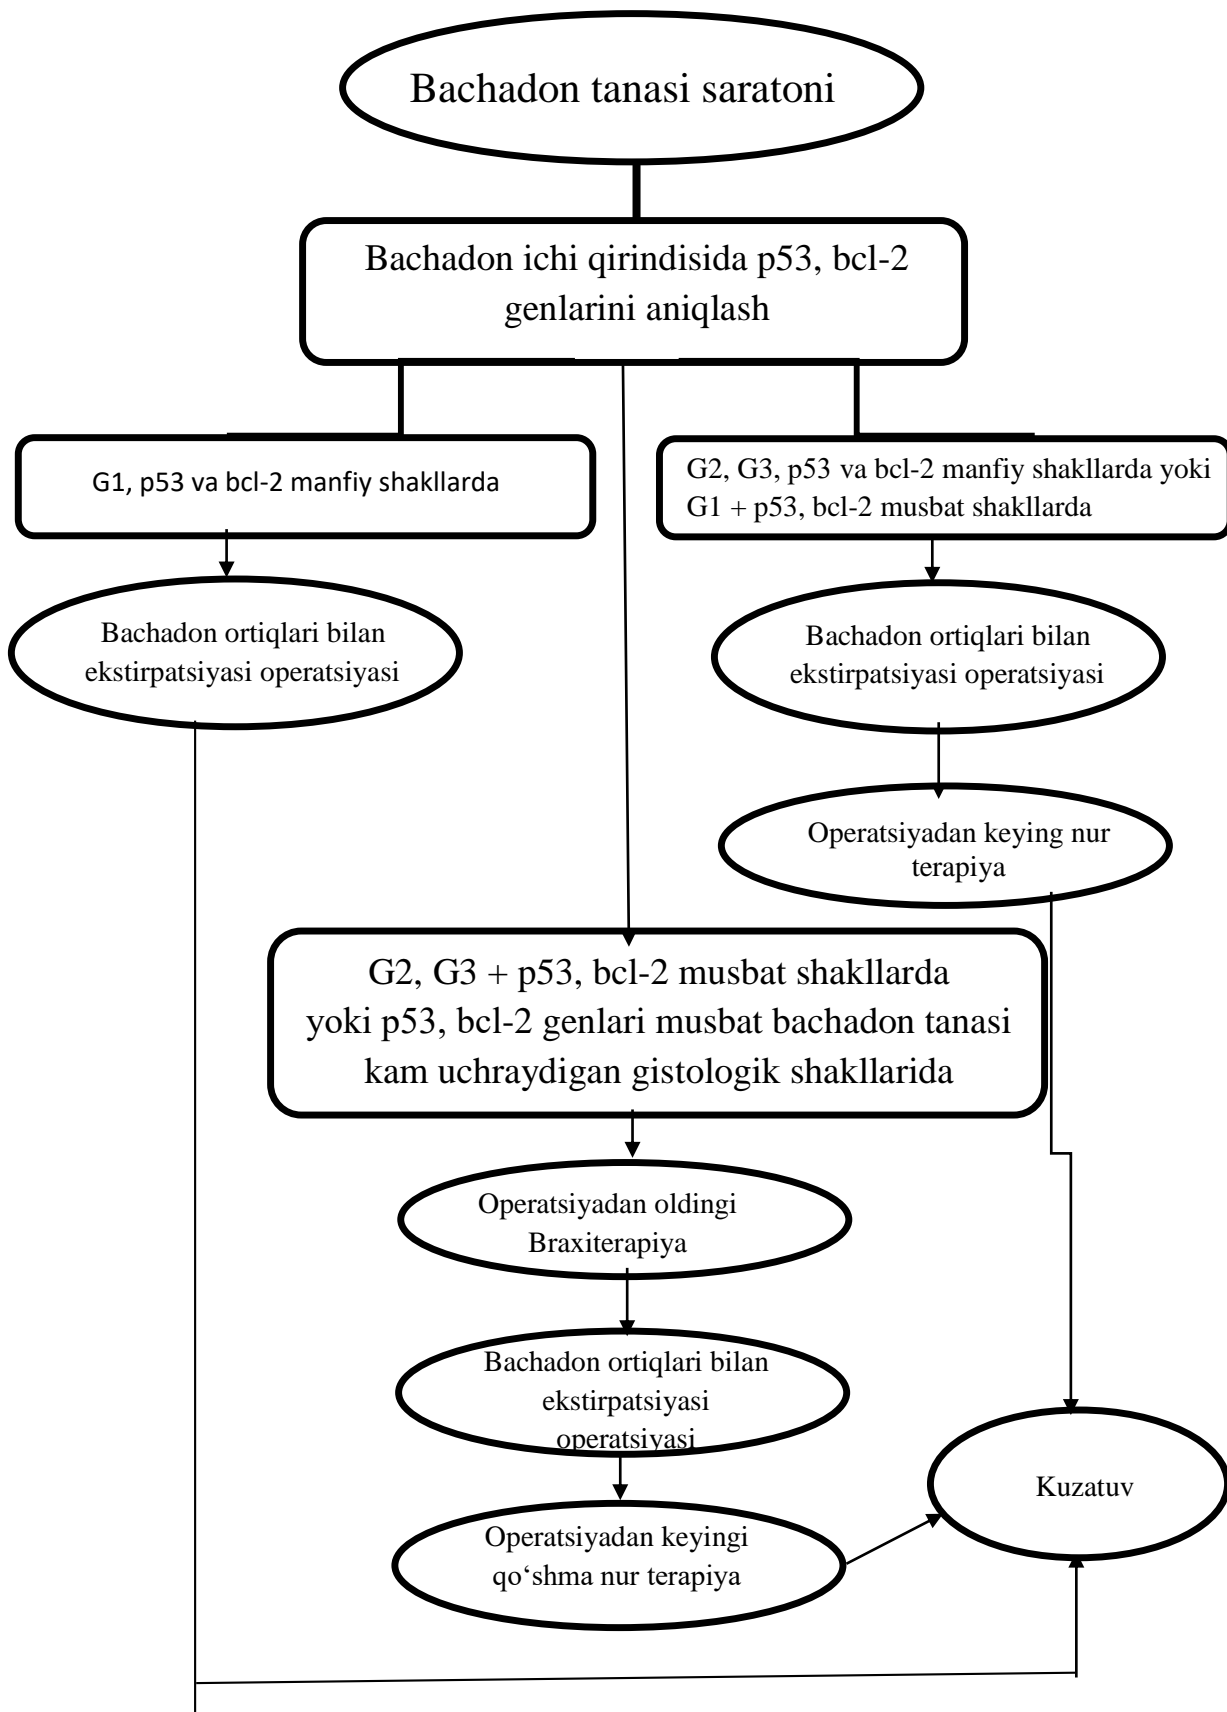 Bachadon tanasi saratoni
Bachadon ichi qirindisida p53, bcl-2
genlarini aniqlash
G1, p53 va bcl-2 manfiy shakllarda
G2, G3, p53 va bcl-2 manfiy shakllarda yoki
G1 + p53, bcl-2 musbat shakllarda
Bachadon ortiqlari bilan
ekstirpatsiyasi operatsiyasi
Bachadon ortiqlari bilan
ekstirpatsiyasi operatsiyasi
Operatsiyadan keying nur
terapiya
G2, G3 + p53, bcl-2 musbat shakllarda
yoki p53, bcl-2 genlari musbat bachadon tanasi
kam uchraydigan gistologik shakllarida
Operatsiyadan oldingi
Braxiterapiya
Bachadon ortiqlari bilan
ekstirpatsiyasi
operatsiyasi
Kuzatuv
Operatsiyadan keyingi
qo‘shma nur terapiya